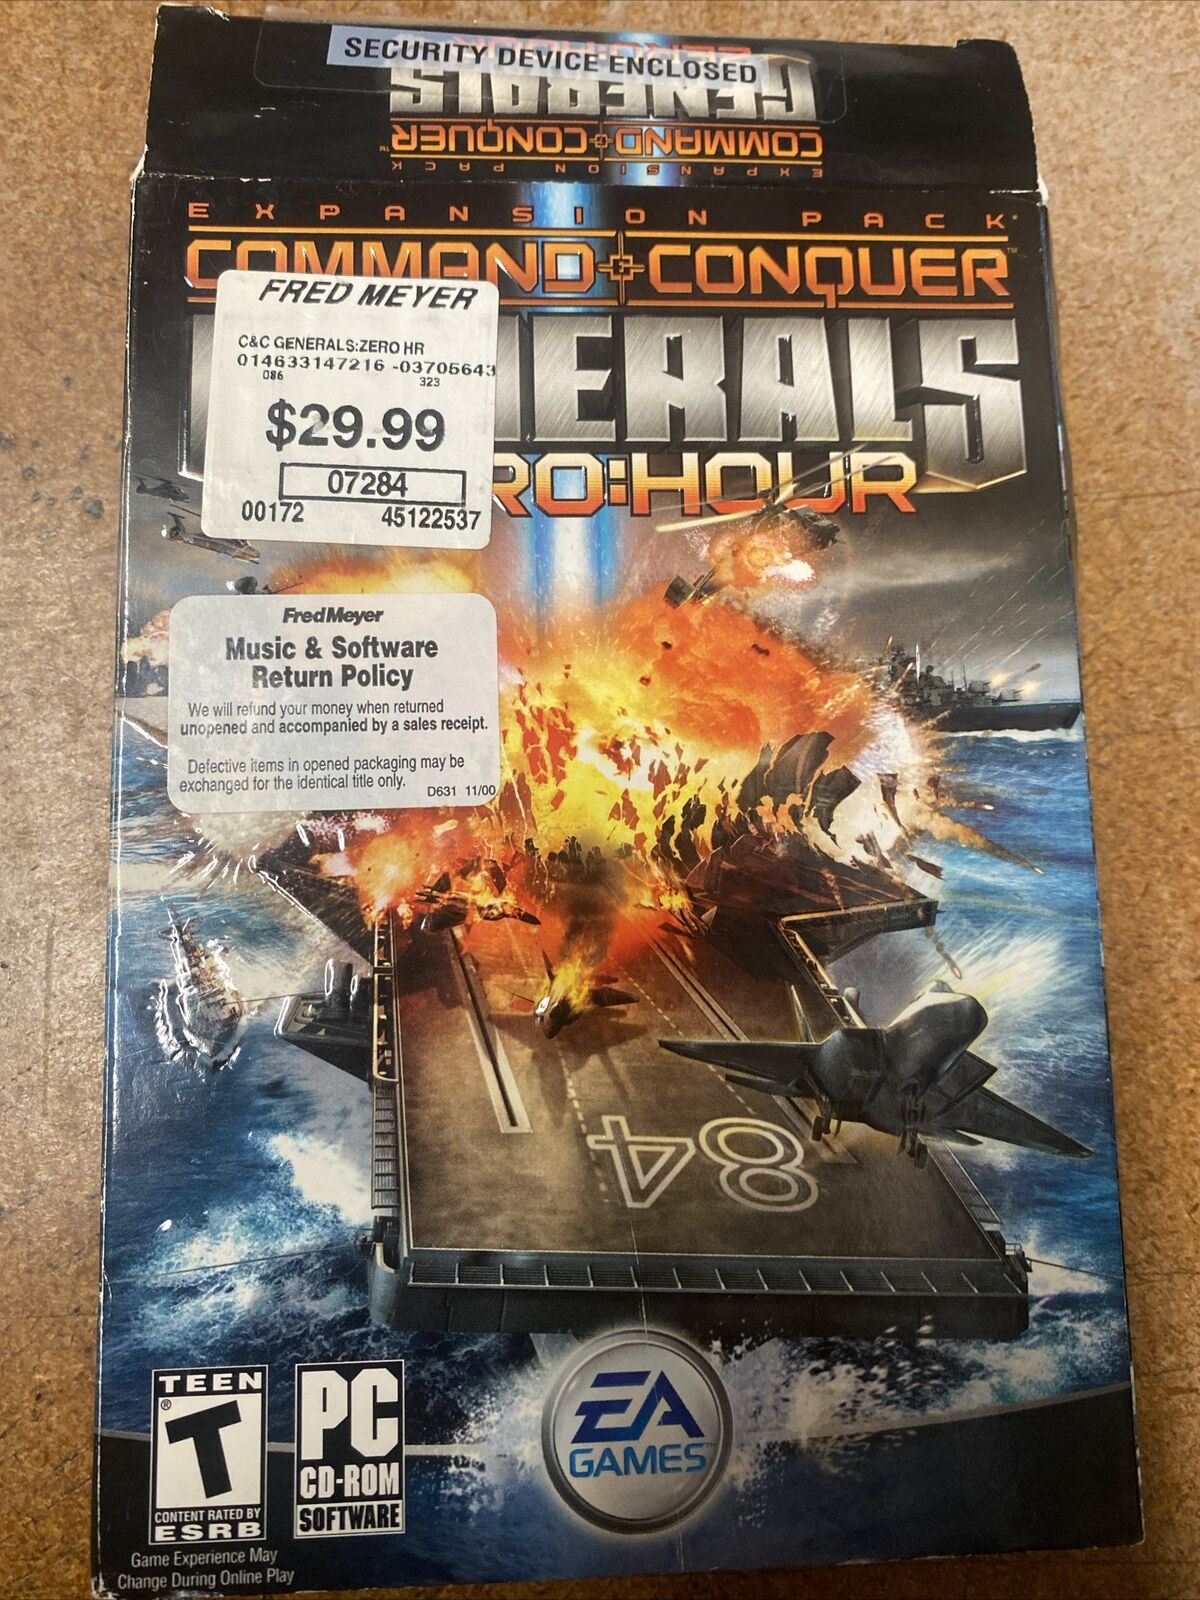 SECURITY DEVICE ENCLOSED
GENERALS
COMMAND CONQUER™
EXPANSION PACK
EXPANSION PACK*
COMMAND CONQUER™
ERALS
RO:HOUR
FRED MEYER
C&C GENERALS:ZERO HR
014633147216 -03705643
086 323
$29.99
07284
00172 45122537
FredMeyer
Music & Software
Return Policy
We will refund your money when returned
unopened and accompanied by a sales receipt.
Defective items in opened packaging may be
exchanged for the identical title only.
D631 11/00
84
TEEN
®
T
CONTENT RATED BY
ESRB
PC
CD-ROM
SOFTWARE
EA
GAMES™
Game Experience May
Change During Online Play